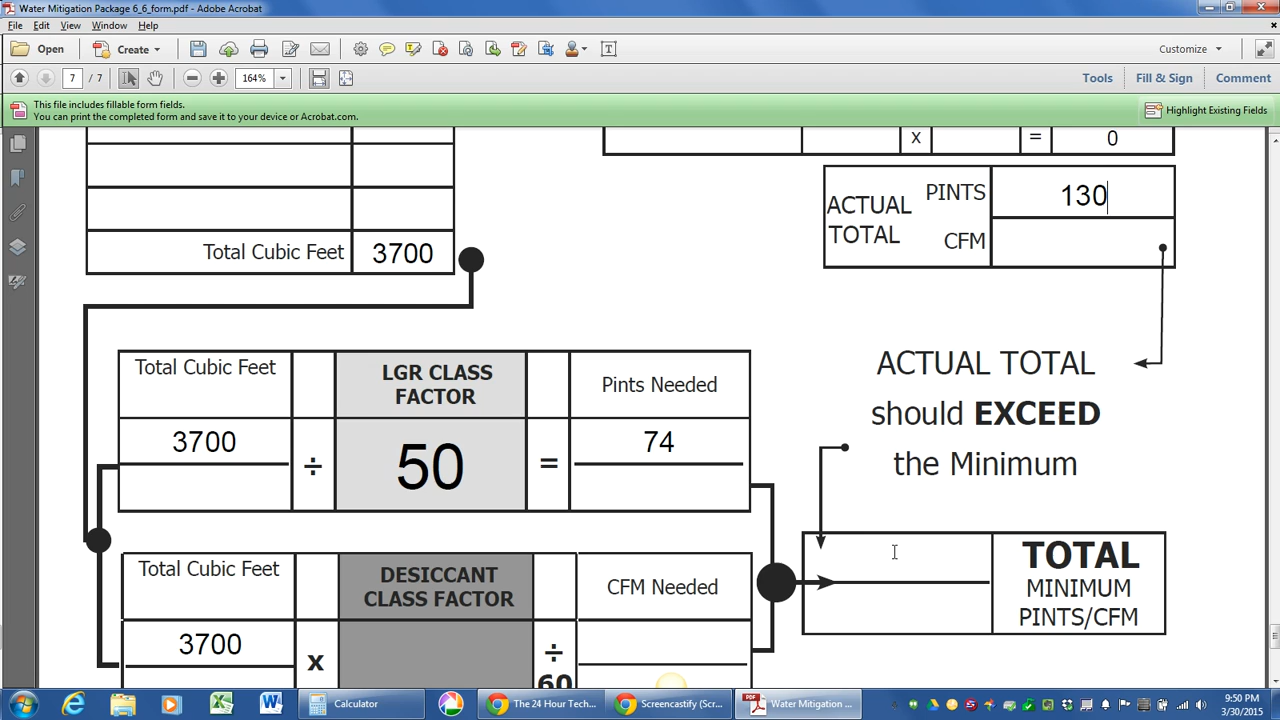 Water Mitigation Package 6_6_form.pdf - Adobe Acrobat
File Edit View Window Help
Open Create Customize
7 / 7 164% Tools Fill & Sign Comment
This file includes fillable form fields.
You can print the completed form and save it to your device or Acrobat.com.
Highlight Existing Fields
x = 0
ACTUAL TOTAL
PINTS 130
CFM
Total Cubic Feet 3700
Total Cubic Feet
LGR CLASS FACTOR
Pints Needed
3700 ÷ 50 = 74
ACTUAL TOTAL
should EXCEED
the Minimum
Total Cubic Feet
DESICCANT CLASS FACTOR
CFM Needed
3700 x ÷ 60
TOTAL
MINIMUM
PINTS/CFM
Calculator
The 24 Hour Tech...
Screencastify (Scr...
Water Mitigation ...
9:50 PM
3/30/2015